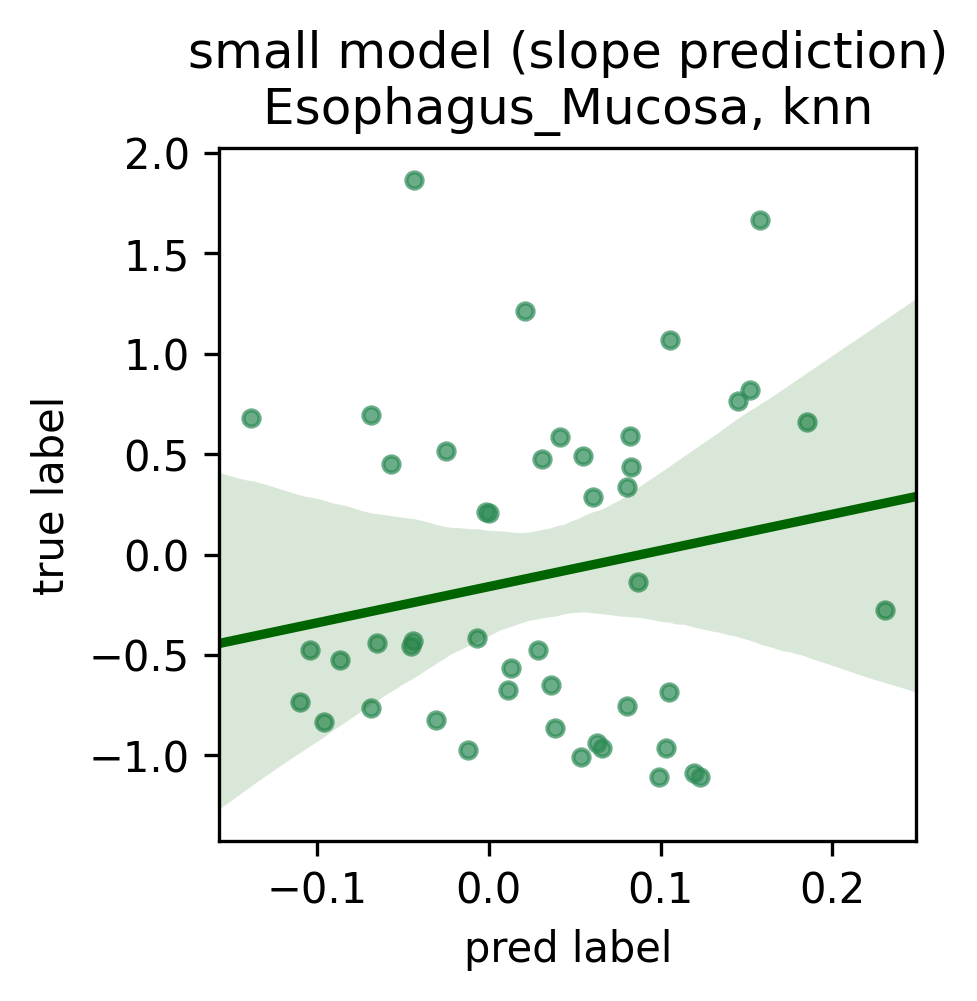 small model (slope prediction)
Esophagus_Mucosa, knn
2.0
1.5
1.0
0.5
0.0
−0.5
−1.0
true label
−0.1
0.0
0.1
0.2
pred label